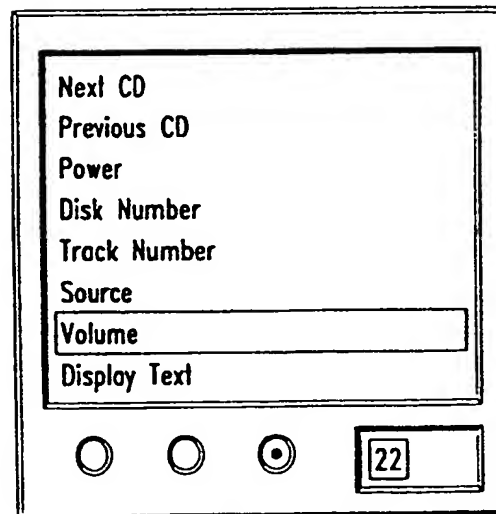 Next CD
Previous CD
Power
Disk Number
Track Number
Source
Volume
Display Text
22